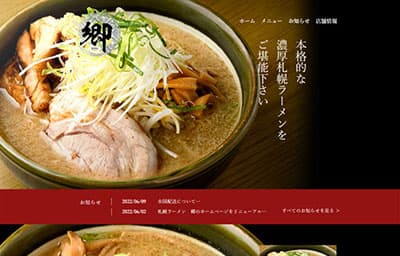 郷
ホーム メニュー お知らせ 店舗情報
本格的な
濃厚札幌ラーメンを
ご堪能下さい
お知らせ
2022/06/09 全国配送について…
2022/06/02 札幌ラーメン 郷のホームページをリニューアル…
すべてのお知らせを見る >